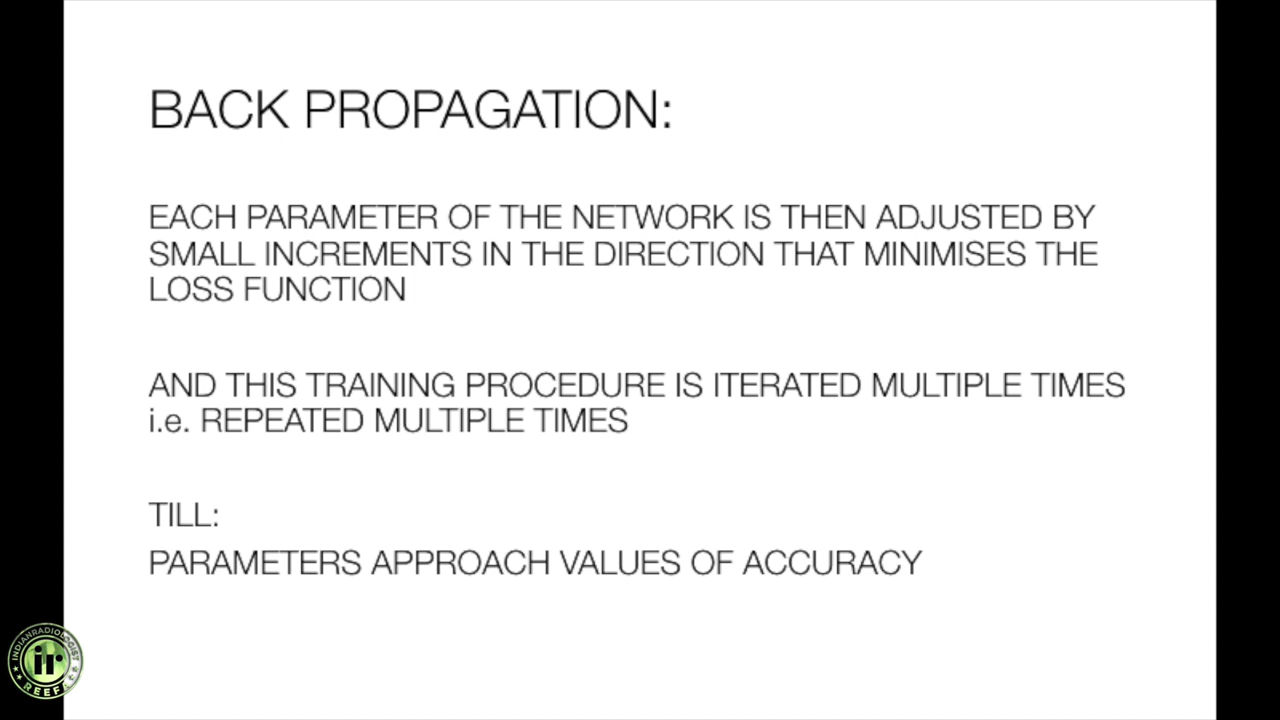 BACK PROPAGATION:
EACH PARAMETER OF THE NETWORK IS THEN ADJUSTED BY
SMALL INCREMENTS IN THE DIRECTION THAT MINIMISES THE
LOSS FUNCTION
AND THIS TRAINING PROCEDURE IS ITERATED MULTIPLE TIMES
i.e. REPEATED MULTIPLE TIMES
TILL:
PARAMETERS APPROACH VALUES OF ACCURACY
INDIANRADIOLOGIST
ir